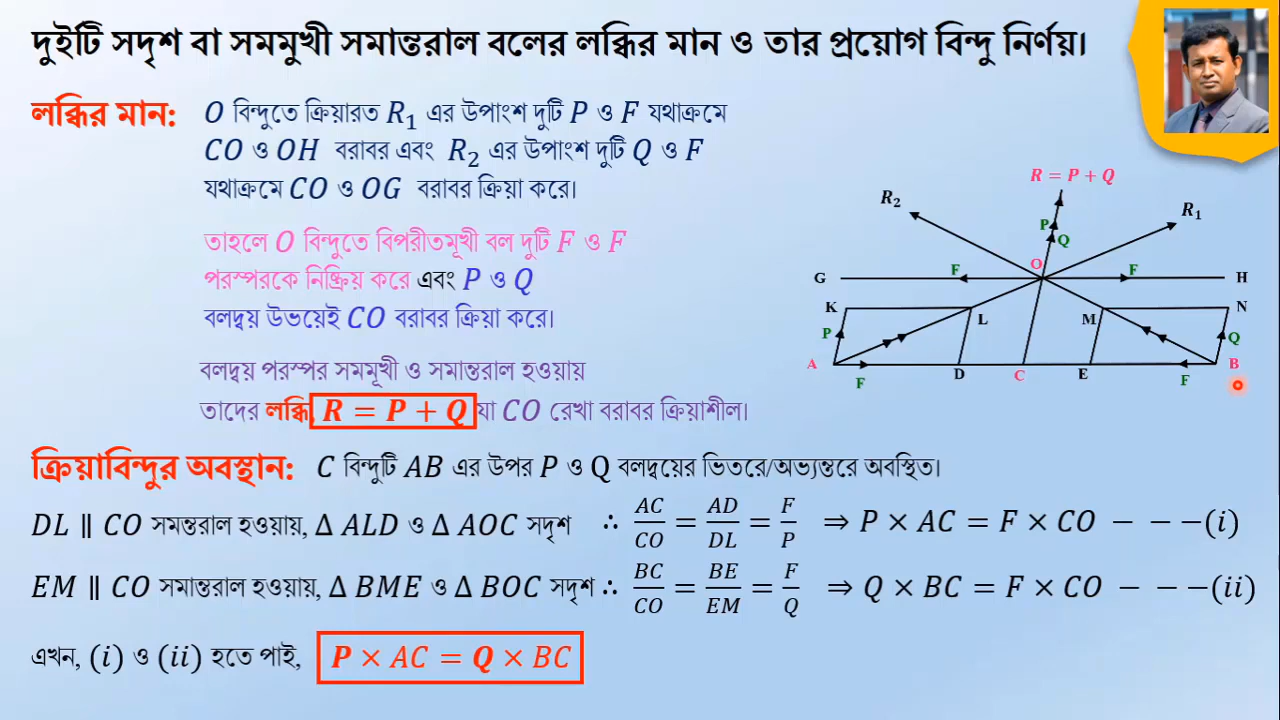 দুইটি সদৃশ বা সমমুখী সমান্তরাল বলের লব্ধির মান ও তার প্রয়োগ বিন্দু নির্ণয়।
লব্ধির মান: O বিন্দুতে ক্রিয়ারত R₁ এর উপাংশ দুটি P ও F যথাক্রমে
CO ও OH বরাবর এবং R₂ এর উপাংশ দুটি Q ও F
যথাক্রমে CO ও OG বরাবর ক্রিয়া করে।
তাহলে O বিন্দুতে বিপরীতমূখী বল দুটি F ও F
পরস্পরকে নিষ্ক্রিয় করে এবং P ও Q
বলদ্বয় উভয়েই CO বরাবর ক্রিয়া করে।
বলদ্বয় পরস্পর সমমূখী ও সমান্তরাল হওয়ায়
তাদের লব্ধি, R = P + Q যা CO রেখা বরাবর ক্রিয়াশীল।
R = P + Q
R₂
R₁
P
Q
O
G
F
F
H
K
L
M
N
P
Q
A
F
D
C
E
F
B
ক্রিয়াবিন্দুর অবস্থান: C বিন্দুটি AB এর উপর P ও Q বলদ্বয়ের ভিতরে/অভ্যন্তরে অবস্থিত।
DL ∥ CO সমন্তরাল হওয়ায়, Δ ALD ও Δ AOC সদৃশ ∴ AC/CO = AD/DL = F/P ⇒ P × AC = F × CO − − −(i)
EM ∥ CO সমান্তরাল হওয়ায়, Δ BME ও Δ BOC সদৃশ ∴ BC/CO = BE/EM = F/Q ⇒ Q × BC = F × CO − − −(ii)
এখন, (i) ও (ii) হতে পাই, P × AC = Q × BC